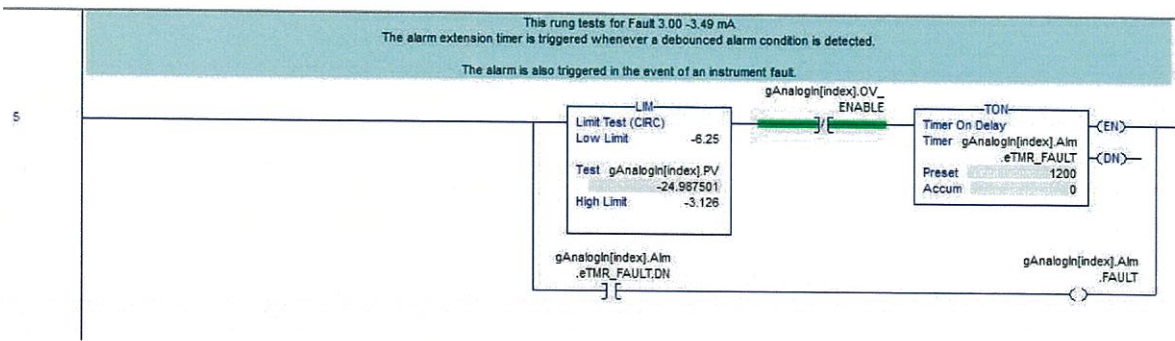 This rung tests for Fault 3.00 -3.49 mA
The alarm extension timer is triggered whenever a debounced alarm condition is detected.
The alarm is also triggered in the event of an instrument fault.
5
LIM
Limit Test (CIRC)
Low Limit -6.25
Test gAnalogIn[index].PV
-24.987501
High Limit -3.126
gAnalogIn[index].OV_
ENABLE
TON
Timer On Delay
Timer gAnalogIn[index].Alm
.eTMR_FAULT
Preset 1200
Accum 0
EN
DN
gAnalogIn[index].Alm
.eTMR_FAULT.DN
gAnalogIn[index].Alm
.FAULT